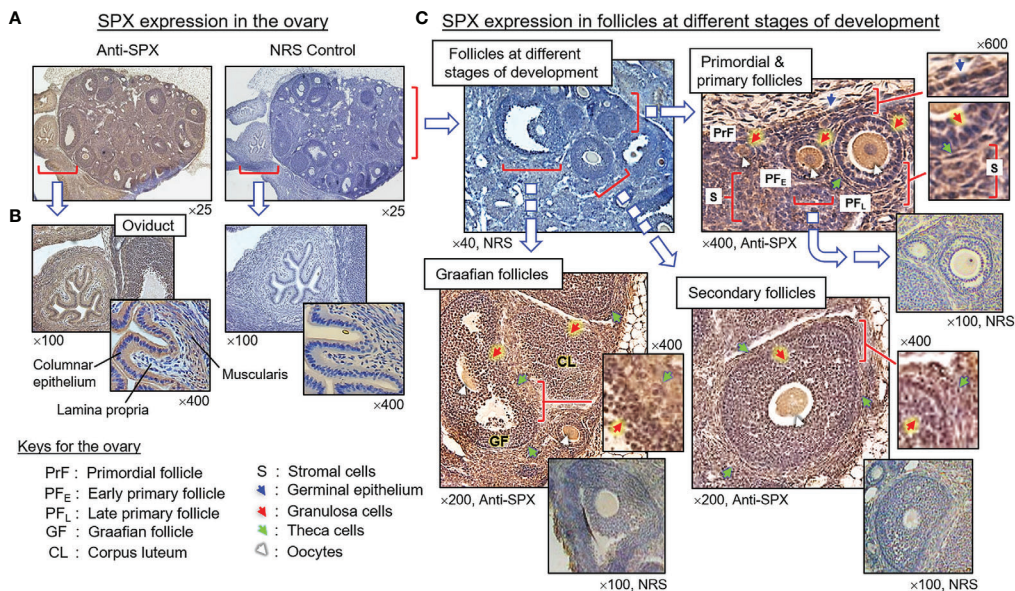 A
SPX expression in the ovary
Anti-SPX
NRS Control
×25
×25
B
Oviduct
×100
×100
Columnar
epithelium
Muscularis
Lamina propria
×400
×400
Keys for the ovary
PrF : Primordial follicle
PF_E : Early primary follicle
PF_L : Late primary follicle
GF : Graafian follicle
CL : Corpus luteum
S : Stromal cells
: Germinal epithelium
: Granulosa cells
: Theca cells
: Oocytes
C
SPX expression in follicles at different stages of development
Follicles at different
stages of development
×40, NRS
Primordial &
primary follicles
PrF
PF_E
PF_L
S
×400, Anti-SPX
×600
S
×100, NRS
Graafian follicles
CL
GF
×400
×200, Anti-SPX
×100, NRS
Secondary follicles
×400
×200, Anti-SPX
×100, NRS